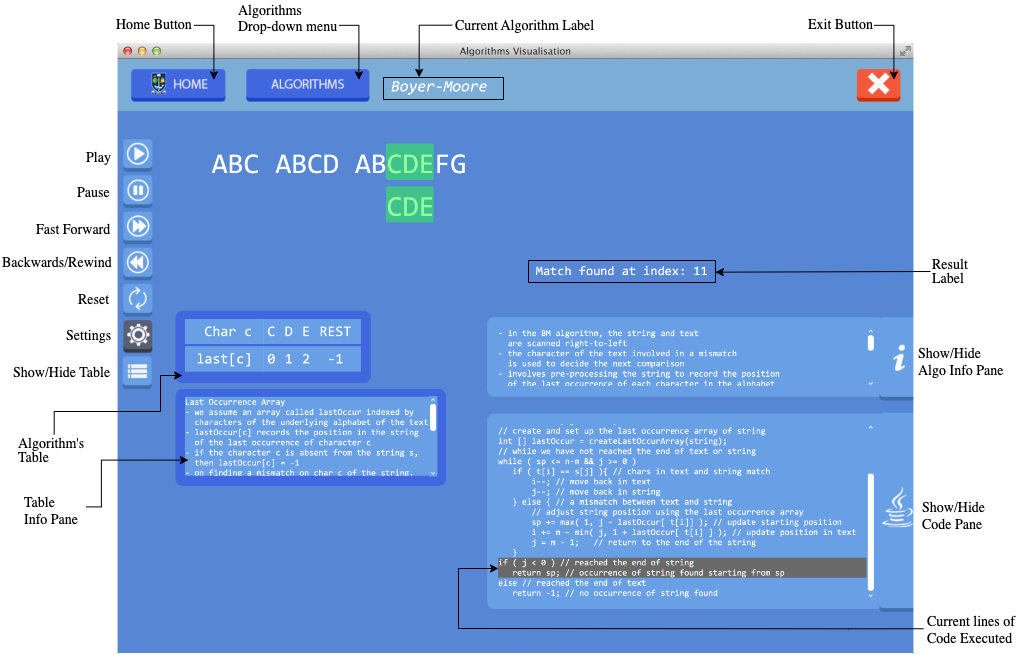 Home Button
Algorithms
Drop-down menu
Current Algorithm Label
Exit Button
Algorithms Visualisation
HOME
ALGORITHMS
Boyer-Moore
Play
Pause
Fast Forward
Backwards/Rewind
Reset
Settings
Show/Hide Table
ABC ABCD ABCDEFG
CDE
Match found at index: 11
Result
Label
Char c C D E REST
last[c] 0 1 2 -1
Algorithm's
Table
Last Occurrence Array
- we assume an array called lastOccur indexed by
characters of the underlying alphabet of the text
- lastOccur[c] records the position in the string
of the last occurrence of character c
- if the character c is absent from the string s,
then lastOccur[c] = -1
- on finding a mismatch on char c of the string.
Table
Info Pane
- in the BM algorithm, the string and text
are scanned right-to-left
- the character of the text involved in a mismatch
is used to decide the next comparison
- involves pre-processing the string to record the position
of the last occurrence of each character in the alphabet
i
Show/Hide
Algo Info Pane
// create and set up the last occurrence array of string
int [] lastOccur = createLastOccurArray(string);
// while we have not reached the end of text or string
while ( sp <= n-m && j >= 0 )
if ( t[i] == s[j] ){ // chars in text and string match
i--; // move back in text
j--; // move back in string
} else { // a mismatch between text and string
// adjust string position using the last occurrence array
sp += max( 1, j - lastOccur[ t[i]] ); // update starting position
i += m - min( j, 1 + lastOccur[ t[i] ] ); // update position in text
j = m - 1; // return to the end of the string
}
if ( j < 0 ) // reached the end of string
return sp; // occurrence of string found starting from sp
else // reached the end of text
return -1; // no occurrence of string found
Show/Hide
Code Pane
Current lines of
Code Executed